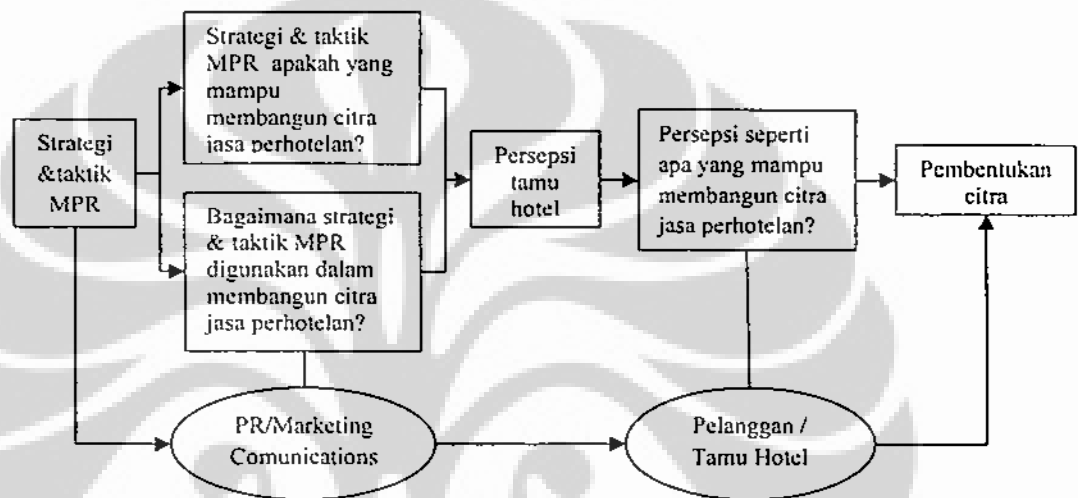 Strategi
&taktik
MPR
Strategi & taktik
MPR apakah yang
mampu
membangun citra
jasa perhotelan?
Bagaimana strategi
& taktik MPR
digunakan dalam
membangun citra
jasa perhotelan?
Persepsi
tamu
hotel
Persepsi seperti
apa yang mampu
membangun citra
jasa perhotelan?
Pembentukan
citra
PR/Marketing
Comunications
Pelanggan /
Tamu Hotel